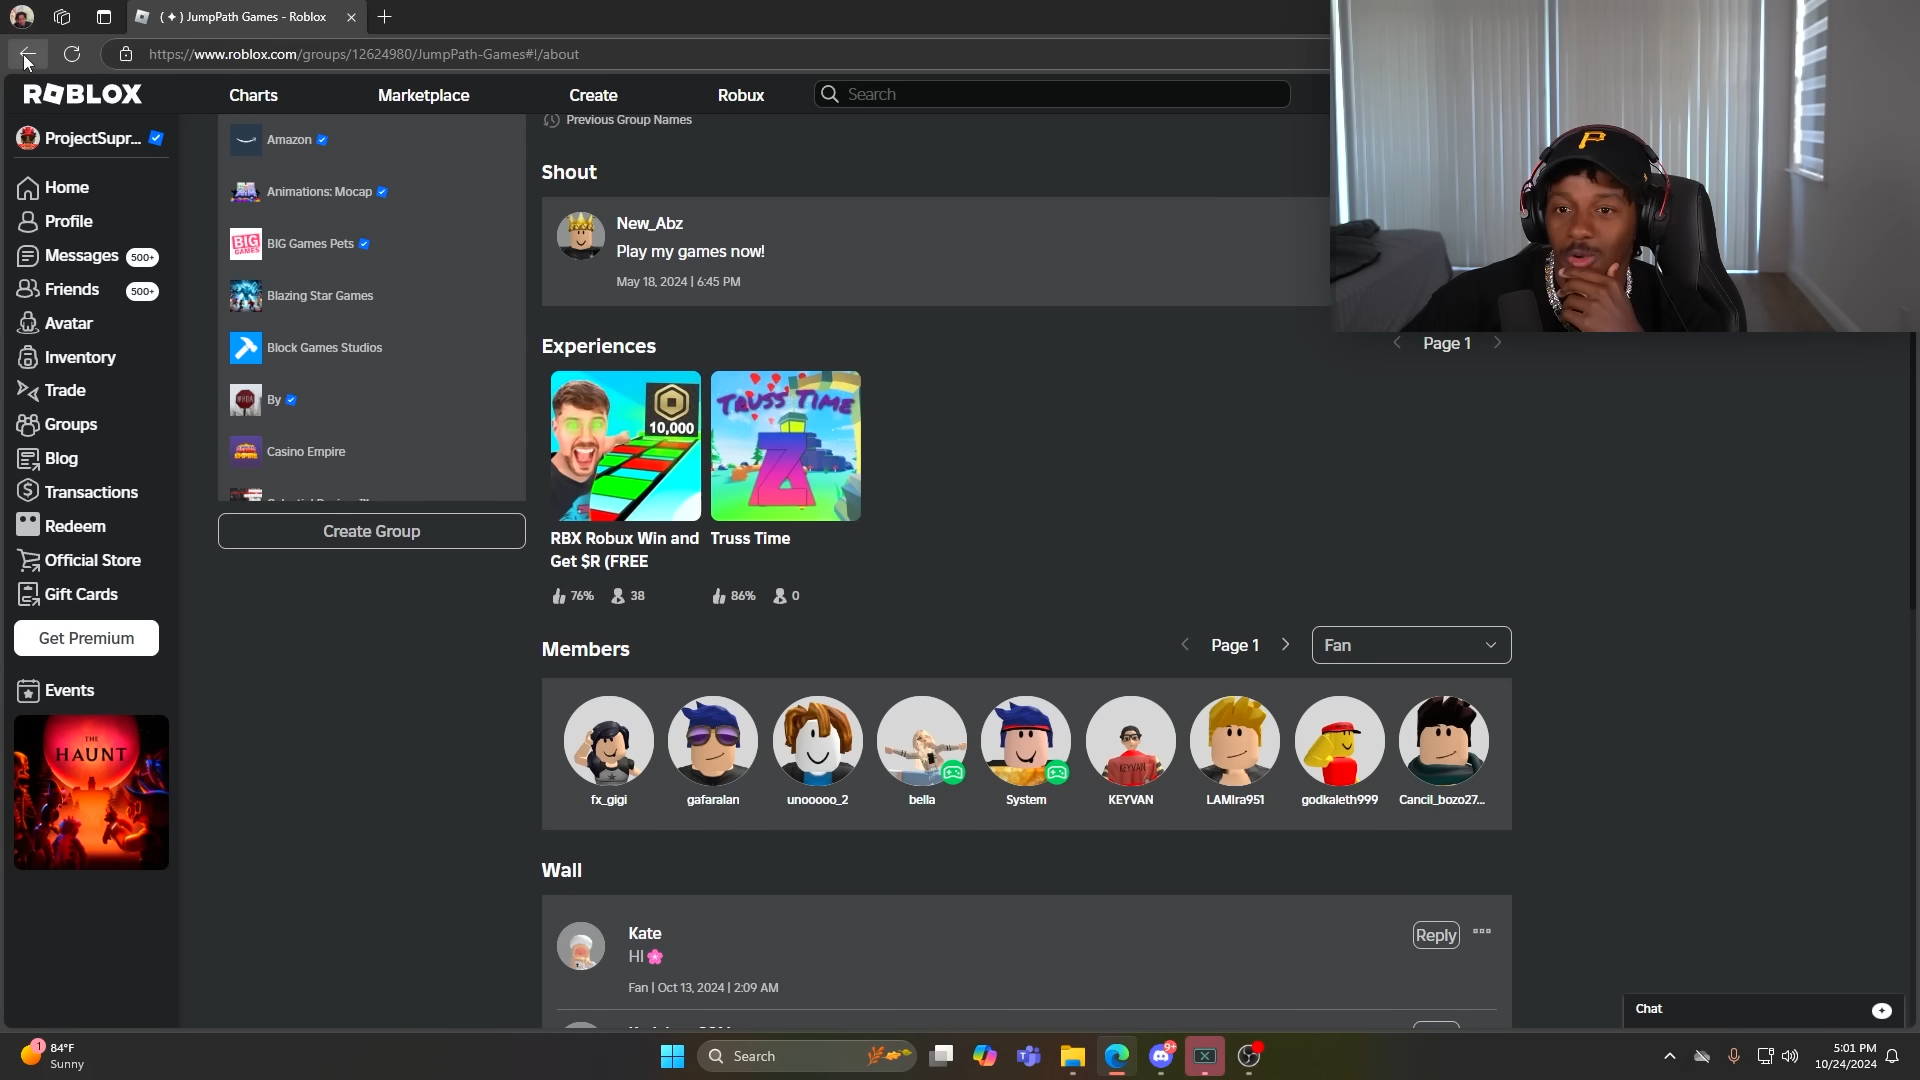 ( ✦ ) JumpPath Games - Roblox
https://www.roblox.com/groups/12624980/JumpPath-Games#!/about
ROBLOX
Charts
Marketplace
Create
Robux
Search
ProjectSupr...
Home
Profile
Messages
500+
Friends
500+
Avatar
Inventory
Trade
Groups
Blog
Transactions
Redeem
Official Store
Gift Cards
Get Premium
Events
THE
HAUNT
Amazon
Animations: Mocap
BIG
GAMES
BIG Games Pets
Blazing Star Games
Block Games Studios
By
Casino Empire
Create Group
Previous Group Names
Shout
New_Abz
Play my games now!
May 18, 2024 | 6:45 PM
P
Experiences
Page 1
10,000
TRUSS TIME
RBX Robux Win and
Get $R (FREE
76%
38
Truss Time
86%
0
Members
Page 1
Fan
KEYVAN
fx_gigi
gafaralan
unooooo_2
bella
System
KEYVAN
LAMIra951
godkaleth999
Cancil_bozo27...
Wall
Kate
HI🌸
Fan | Oct 13, 2024 | 2:09 AM
Reply
Chat
1
84°F
Sunny
Search
9+
5:01 PM
10/24/2024